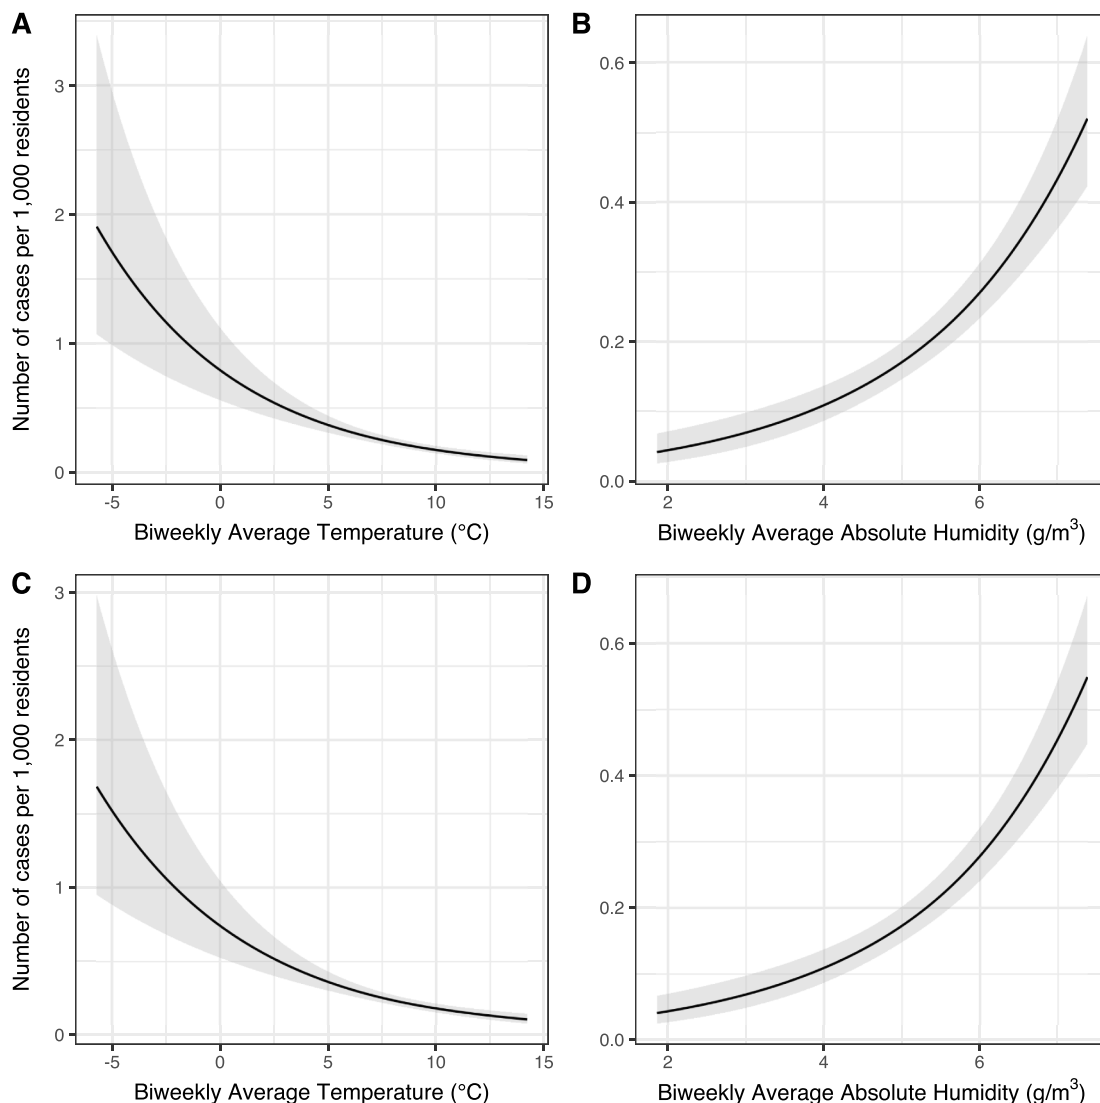 A
Number of cases per 1,000 residents
3
2
1
0
-5 0 5 10 15
Biweekly Average Temperature (°C)
B
0.6
0.4
0.2
0.0
2 4 6
Biweekly Average Absolute Humidity (g/m³)
C
Number of cases per 1,000 residents
3
2
1
0
-5 0 5 10 15
Biweekly Average Temperature (°C)
D
0.6
0.4
0.2
0.0
2 4 6
Biweekly Average Absolute Humidity (g/m³)